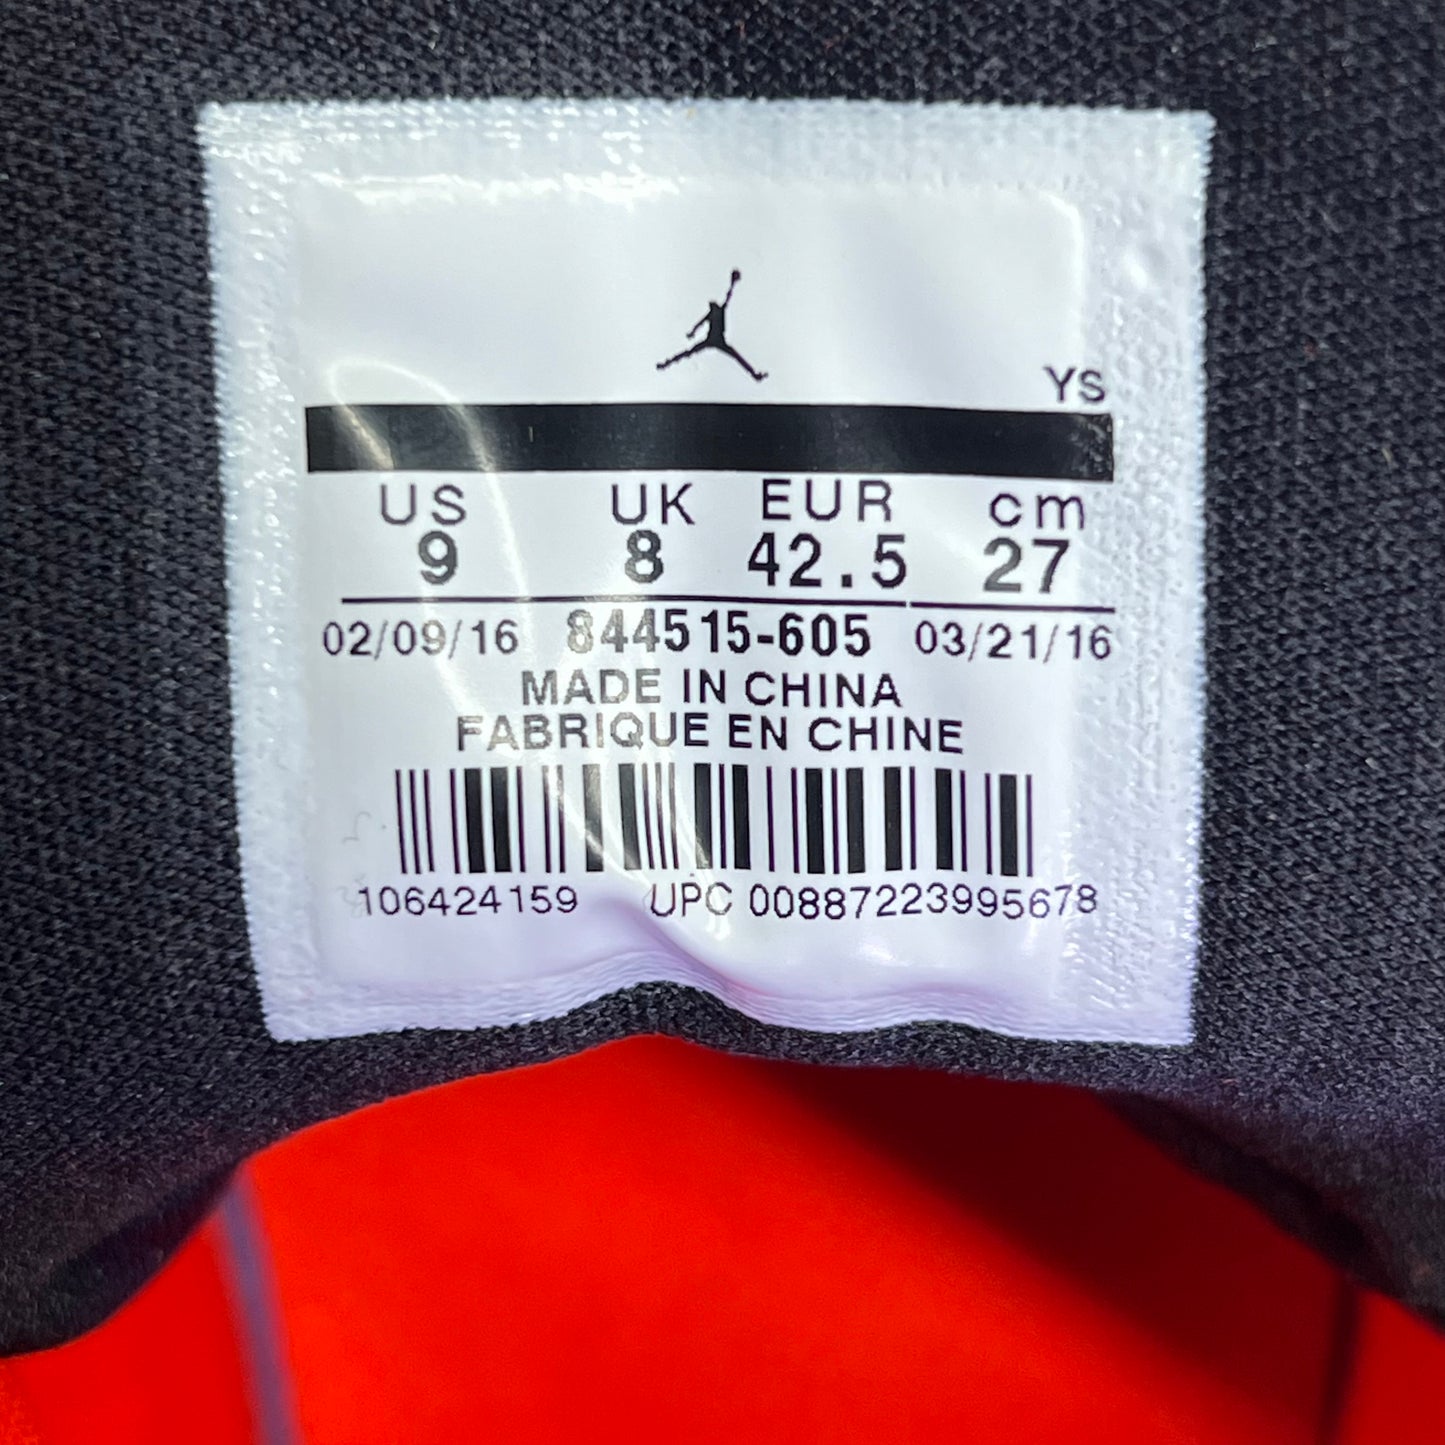 YS
US UK EUR cm
9 8 42.5 27
02/09/16 844515-605 03/21/16
MADE IN CHINA
FABRIQUE EN CHINE
106424159 UPC 00887223995678